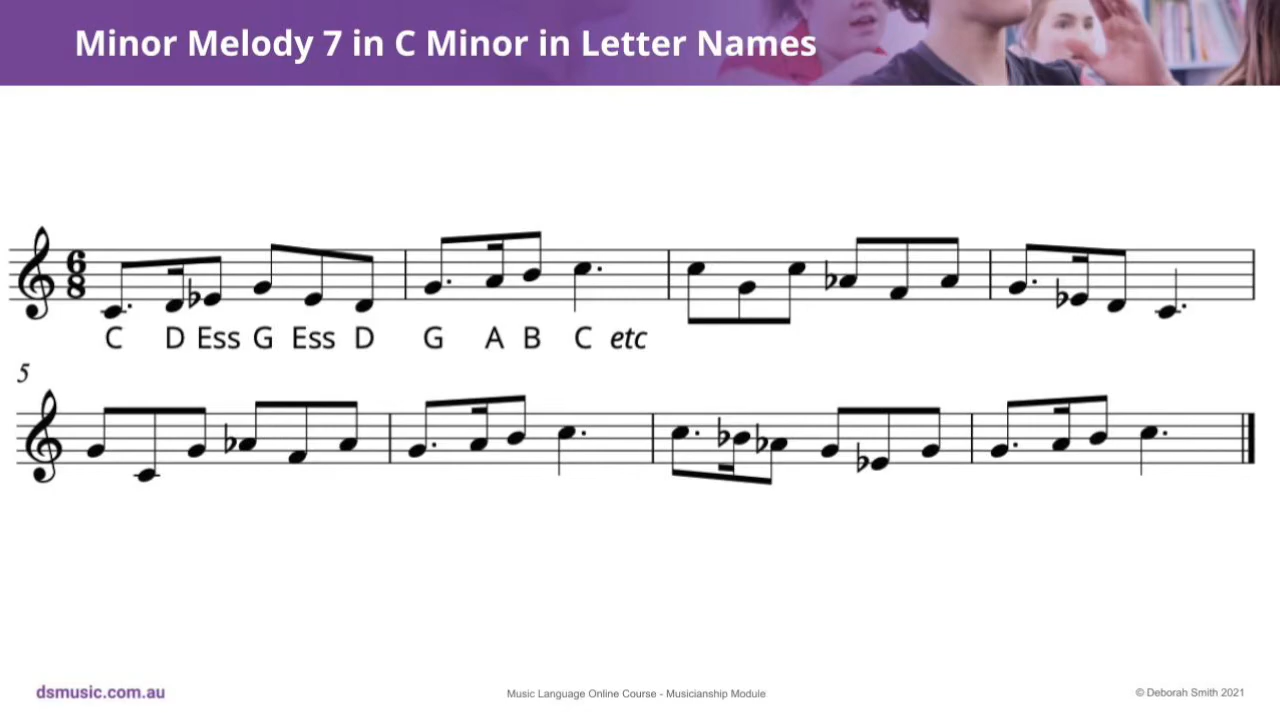 Minor Melody 7 in C Minor in Letter Names
6
8
C D Ess G Ess D G A B C etc
5
dsmusic.com.au Music Language Online Course - Musicianship Module © Deborah Smith 2021